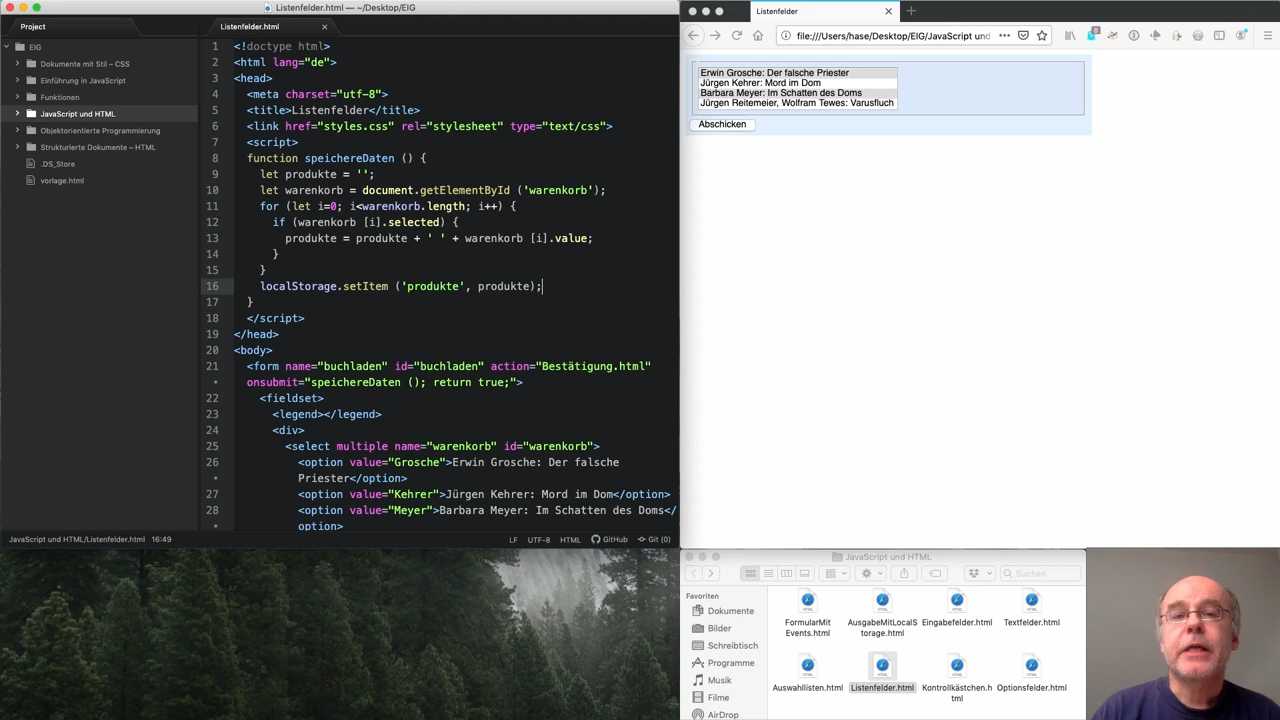 Listenfelder.html — ~/Desktop/EIG
Project
EIG
Dokumente mit Stil – CSS
Einführung in JavaScript
Funktionen
JavaScript und HTML
Objektorientierte Programmierung
Strukturierte Dokumente – HTML
.DS_Store
vorlage.html
Listenfelder.html
1 <!doctype html>
2 <html lang="de">
3 <head>
4 <meta charset="utf-8">
5 <title>Listenfelder</title>
6 <link href="styles.css" rel="stylesheet" type="text/css">
7 <script>
8 function speichereDaten () {
9 let produkte = '';
10 let warenkorb = document.getElementById ('warenkorb');
11 for (let i=0; i<warenkorb.length; i++) {
12 if (warenkorb [i].selected) {
13 produkte = produkte + ' ' + warenkorb [i].value;
14 }
15 }
16 localStorage.setItem ('produkte', produkte);
17 }
18 </script>
19 </head>
20 <body>
21 <form name="buchladen" id="buchladen" action="Bestätigung.html"
• onsubmit="speichereDaten (); return true;">
22 <fieldset>
23 <legend></legend>
24 <div>
25 <select multiple name="warenkorb" id="warenkorb">
26 <option value="Grosche">Erwin Grosche: Der falsche
• Priester</option>
27 <option value="Kehrer">Jürgen Kehrer: Mord im Dom</option>
28 <option value="Meyer">Barbara Meyer: Im Schatten des Doms</
• option>
JavaScript und HTML/Listenfelder.html 16:49 LF UTF-8 HTML GitHub Git (0)
Listenfelder
file:///Users/hase/Desktop/EIG/JavaScript und
0
Erwin Grosche: Der falsche Priester
Jürgen Kehrer: Mord im Dom
Barbara Meyer: Im Schatten des Doms
Jürgen Reitemeier, Wolfram Tewes: Varusfluch
Abschicken
JavaScript und HTML
Suchen
Favoriten
Dokumente
Bilder
Schreibtisch
Programme
Musik
Filme
AirDrop
FormularMit
Events.html
AusgabeMitLocalS
torage.html
Eingabefelder.html
Textfelder.html
Auswahllisten.html
Listenfelder.html
Kontrollkästchen.h
tml
Optionsfelder.html